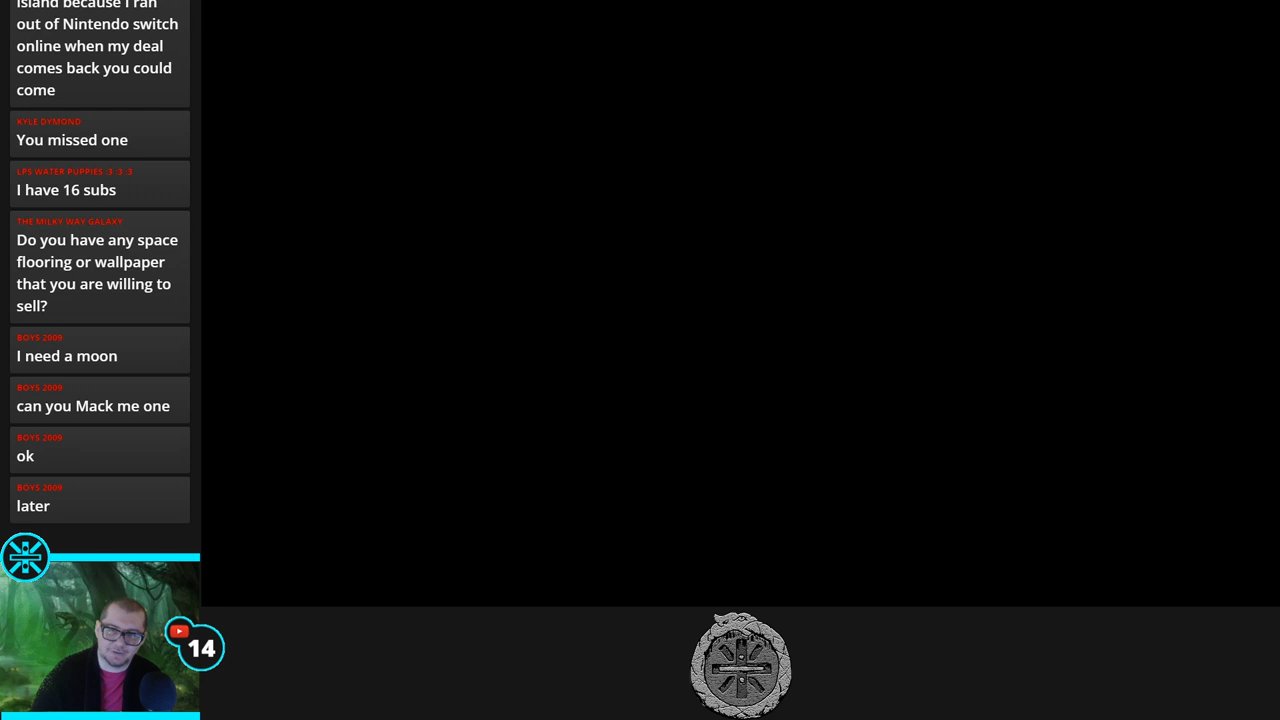 island because I ran
out of Nintendo switch
online when my deal
comes back you could
come
KYLE DYMOND
You missed one
LPS WATER PUPPIES :3 :3 :3
I have 16 subs
THE MILKY WAY GALAXY
Do you have any space
flooring or wallpaper
that you are willing to
sell?
BOYS 2009
I need a moon
BOYS 2009
can you Mack me one
BOYS 2009
ok
BOYS 2009
later
14